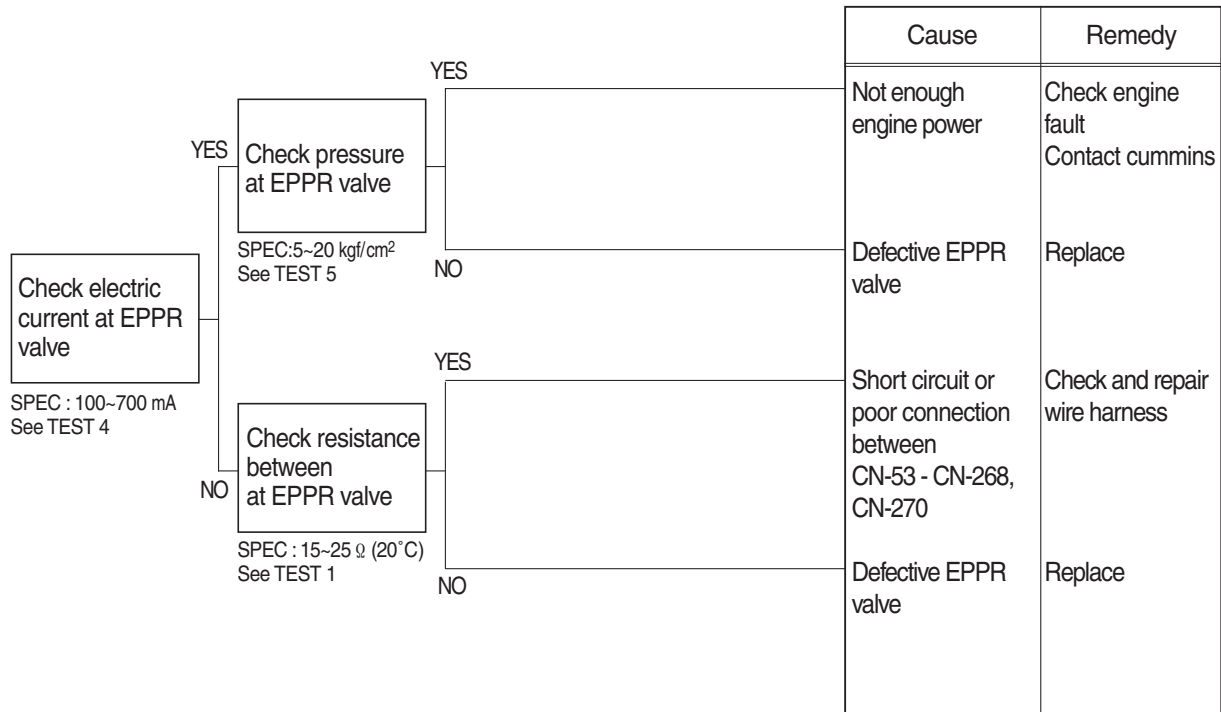 Cause
Remedy
YES
Not enough
engine power
Check engine
fault
Contact cummins
YES
Check pressure
at EPPR valve
SPEC:5~20 kgf/cm²
See TEST 5
NO
Defective EPPR
valve
Replace
Check electric
current at EPPR
valve
SPEC : 100~700 mA
See TEST 4
YES
Short circuit or
poor connection
between
CN-53 - CN-268,
CN-270
Check and repair
wire harness
NO
Check resistance
between
at EPPR valve
SPEC : 15~25 Ω (20˚C)
See TEST 1
NO
Defective EPPR
valve
Replace